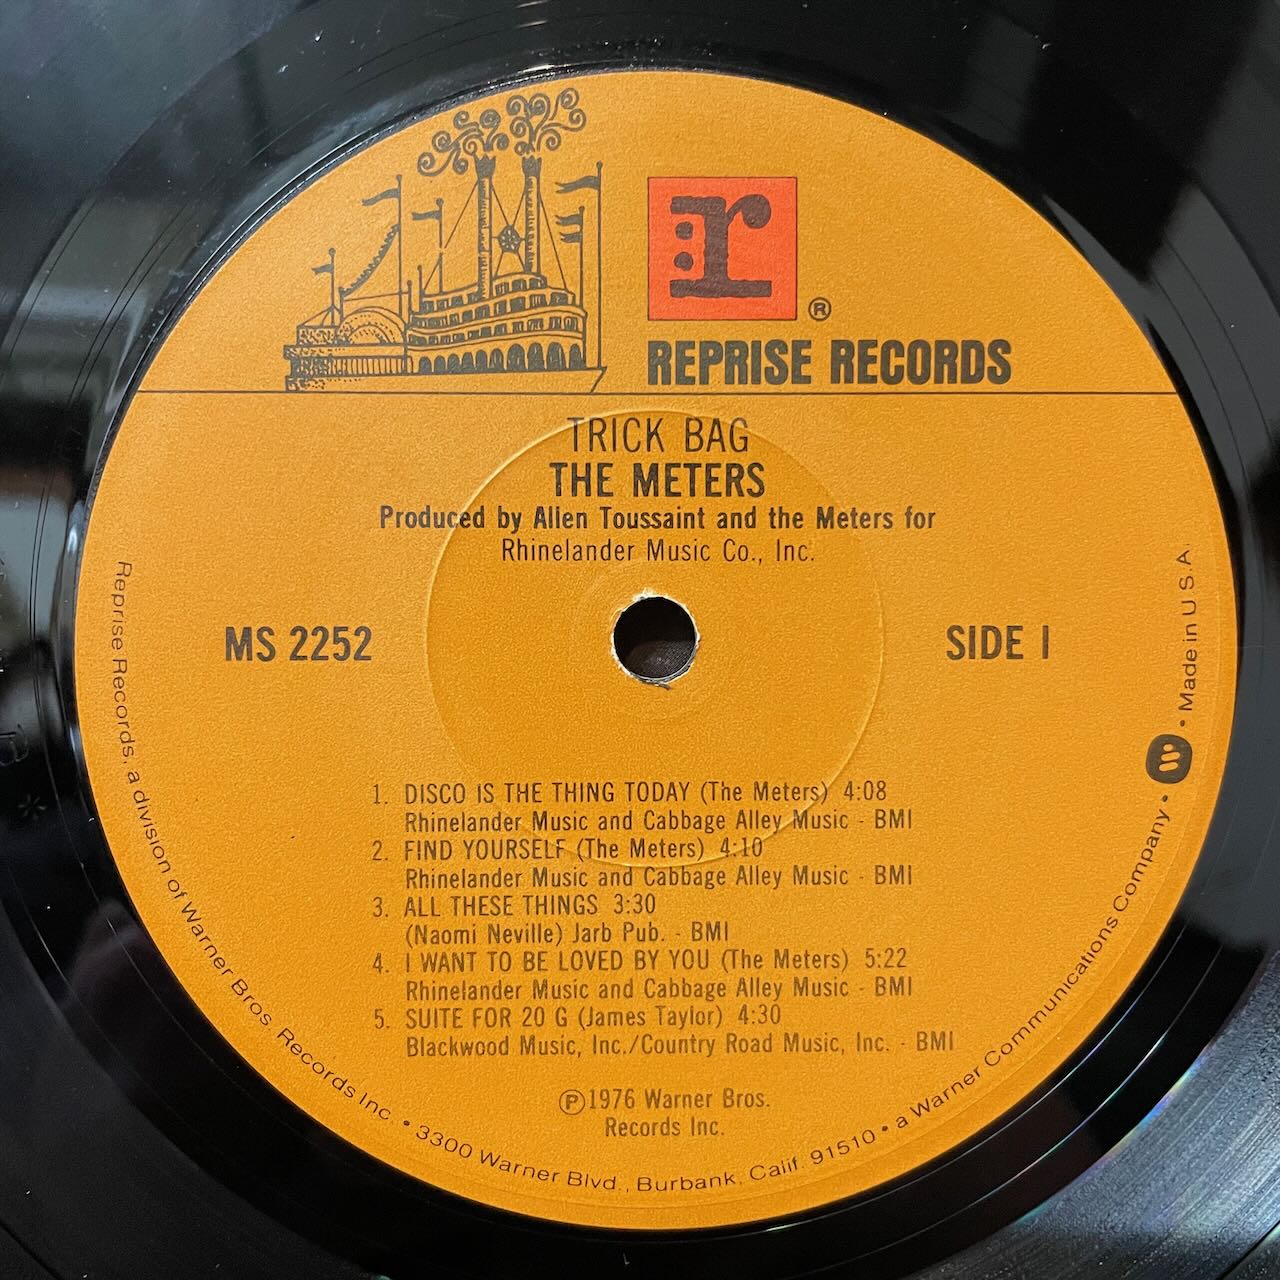 r
®
REPRISE RECORDS
TRICK BAG
THE METERS
Produced by Allen Toussaint and the Meters for
Rhinelander Music Co., Inc.
MS 2252
SIDE 1
1. DISCO IS THE THING TODAY (The Meters) 4:08
Rhinelander Music and Cabbage Alley Music - BMI
2. FIND YOURSELF (The Meters) 4:10
Rhinelander Music and Cabbage Alley Music - BMI
3. ALL THESE THINGS 3:30
(Naomi Neville) Jarb Pub. - BMI
4. I WANT TO BE LOVED BY YOU (The Meters) 5:22
Rhinelander Music and Cabbage Alley Music - BMI
5. SUITE FOR 20 G (James Taylor) 4:30
Blackwood Music, Inc./Country Road Music, Inc. - BMI
℗1976 Warner Bros.
Records Inc.
Reprise Records, a division of Warner Bros. Records Inc. • 3300 Warner Blvd., Burbank, Calif. 91510 • a Warner Communications Company • W • Made in U.S.A.